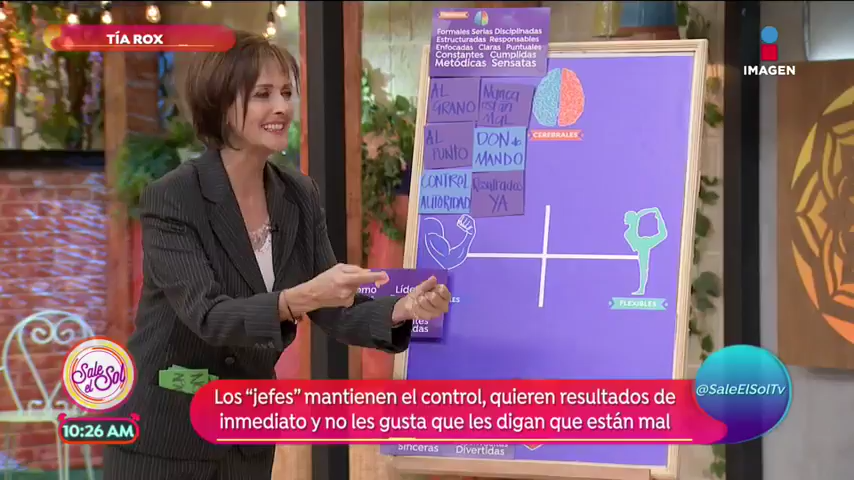 TÍA ROX
IMAGEN
Formales Serias Disciplinadas
Estructuradas Responsables
Enfocadas Claras Puntuales
Constantes Cumplidas
Metódicas Sensatas
AL
GRANO
Nunca
están
Mal
AL
PUNTO
DON de
MANDO
CONTROL
AUTORIDAD
Resultados
YA
CEREBRALES
FLEXIBLES
Sale
el Sol
10:26 AM
33
Los “jefes” mantienen el control, quieren resultados de
inmediato y no les gusta que les digan que están mal
@SaleElSolTv
Sinceras
Divertidas